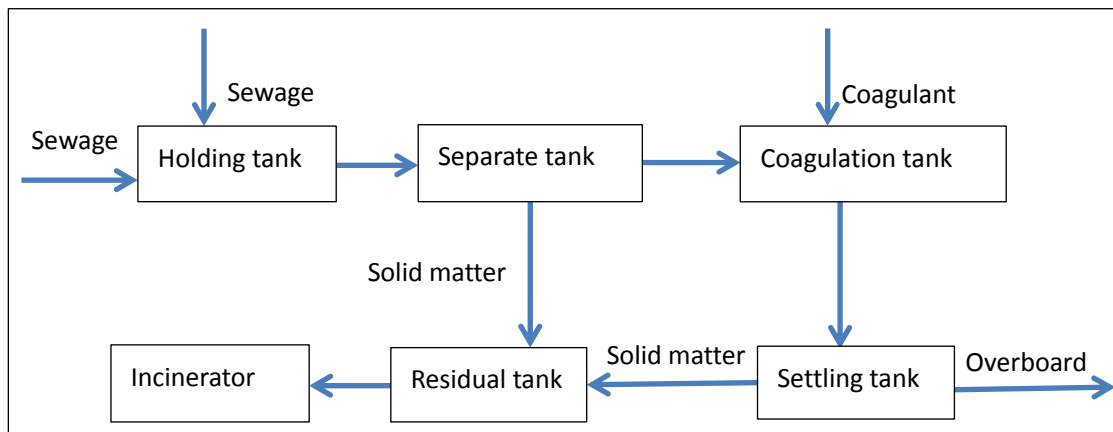 Sewage
Coagulant
Sewage
Holding tank
Separate tank
Coagulation tank
Solid matter
Solid matter
Overboard
Incinerator
Residual tank
Settling tank